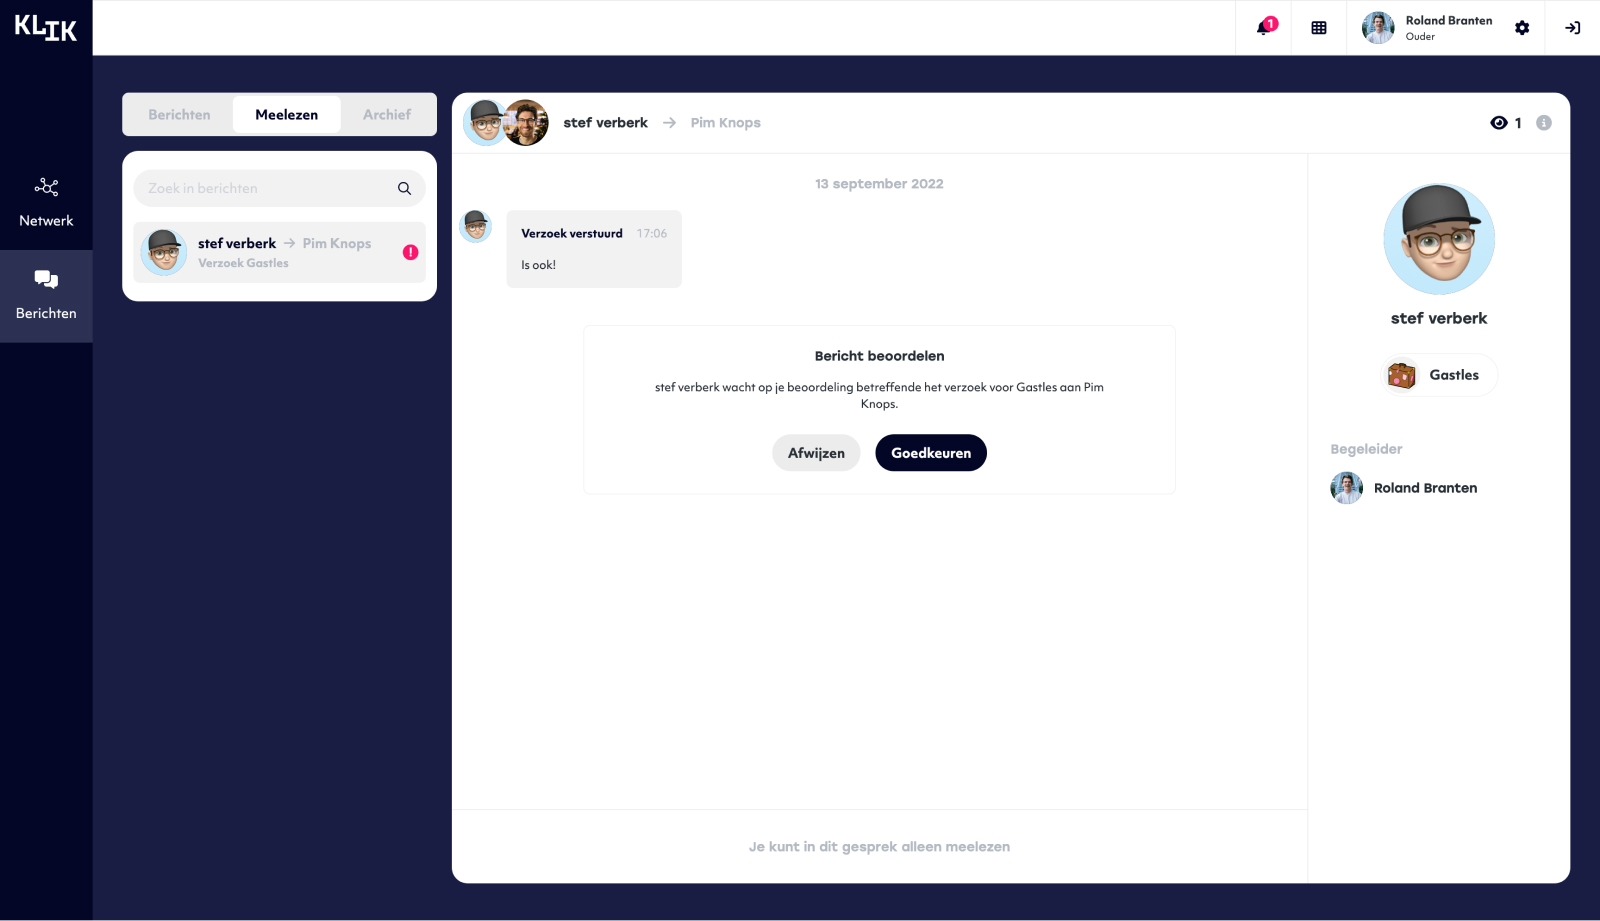 KLIK
1
Roland Branten
Ouder
Netwerk
Berichten
Berichten
Meelezen
Archief
Zoek in berichten
stef verberk → Pim Knops
Verzoek Gastles
!
stef verberk → Pim Knops
1
i
13 september 2022
Verzoek verstuurd 17:06
Is ook!
Bericht beoordelen
stef verberk wacht op je beoordeling betreffende het verzoek voor Gastles aan Pim
Knops.
Afwijzen
Goedkeuren
Je kunt in dit gesprek alleen meelezen
stef verberk
Gastles
Begeleider
Roland Branten